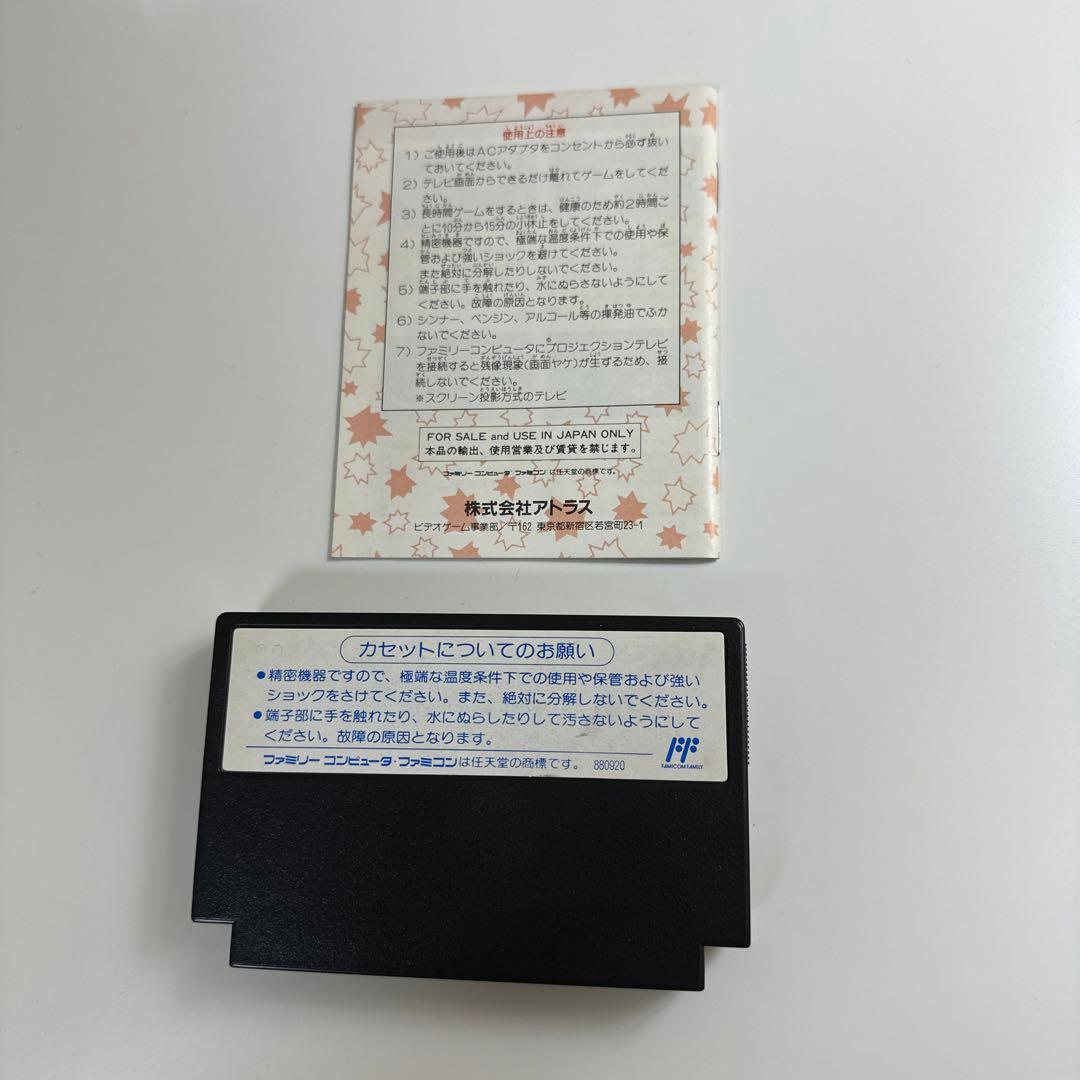 使用上の注意
1）ご使用後はACアダプタをコンセントから必ず抜い
ておいてください。
2）テレビ画面からできるだけ離れてゲームをしてくだ
さい。
3）長時間ゲームをするときは、健康のため約2時間ご
とに10分から15分の小休止をしてください。
4）精密機器ですので、極端な温度条件下での使用や保
管および強いショックを避けてください。
また絶対に分解したりしないでください。
5）端子部に手を触れたり、水にぬらさないようにして
ください。故障の原因となります。
6）シンナー、ベンジン、アルコール等の揮発油でふか
ないでください。
7）ファミリーコンピュータにプロジェクションテレビ
を接続すると残像現象(画面ヤケ)が生ずるため、接
続しないでください。
※スクリーン投影方式のテレビ
FOR SALE and USE IN JAPAN ONLY
本品の輸出、使用営業及び賃貸を禁じます。
ファミリーコンピュータ・ファミコンは任天堂の商標です。
株式会社アトラス
ビデオゲーム事業部／〒162 東京都新宿区若宮町23-1
カセットについてのお願い
●精密機器ですので、極端な温度条件下での使用や保管および強い
ショックをさけてください。また、絶対に分解しないでください。
●端子部に手を触れたり、水にぬらしたりして汚さないようにして
ください。故障の原因となります。
ファミリーコンピュータ・ファミコンは任天堂の商標です。 880920
FAMICOM FAMILY